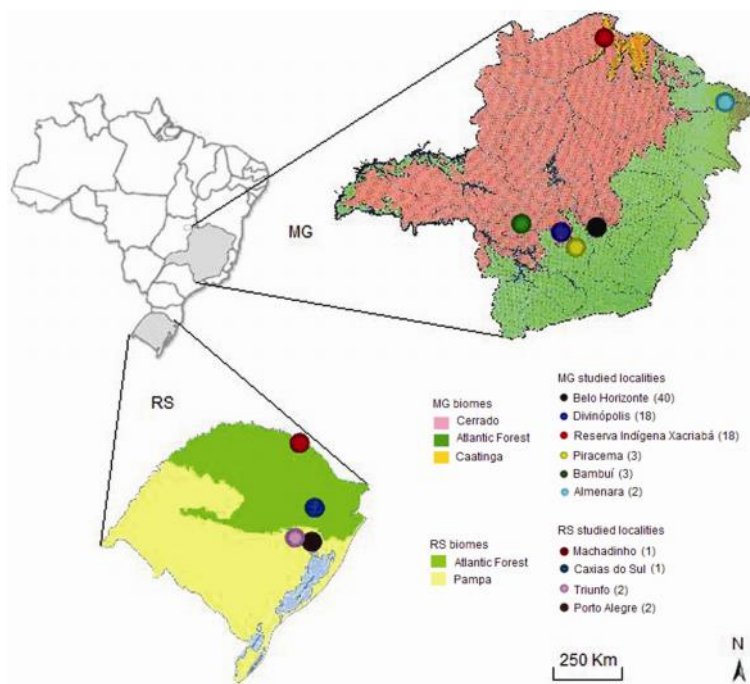 MG
RS
MG biomes
Cerrado
Atlantic Forest
Caatinga
MG studied localities
Belo Horizonte (40)
Divinópolis (18)
Reserva Indígena Xacriabá (18)
Piracema (3)
Bambuí (3)
Almenara (2)
RS biomes
Atlantic Forest
Pampa
RS studied localities
Machadinho (1)
Caxias do Sul (1)
Triunfo (2)
Porto Alegre (2)
250 Km
N